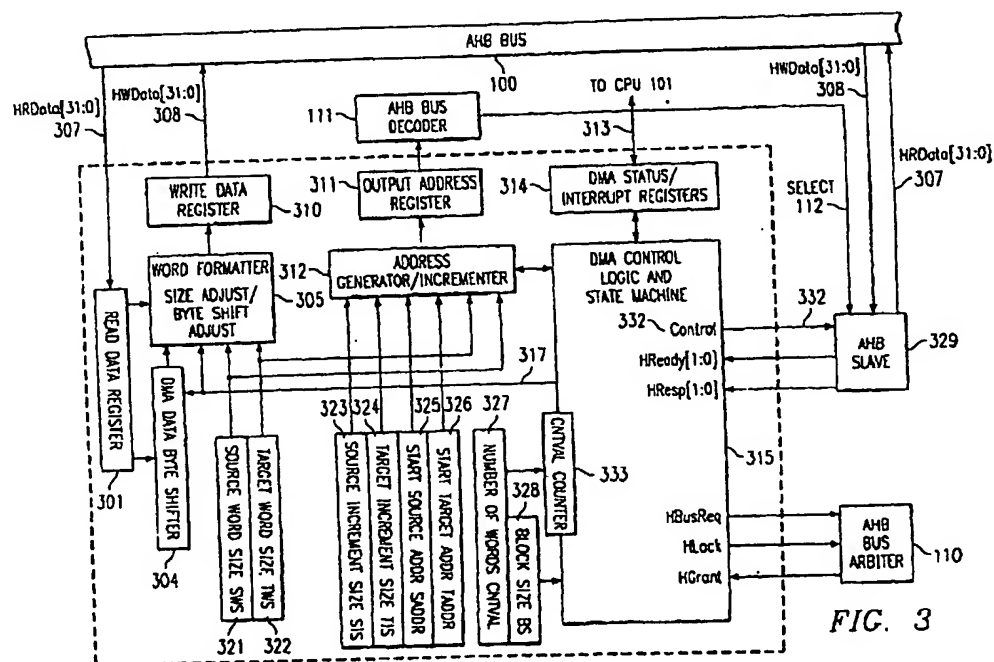 AHB BUS
100
HRData[31:0]
307
HWData[31:0]
308
TO CPU 101
313
HWData[31:0]
308
HRData[31:0]
307
111
AHB BUS
DECODER
SELECT
112
311
OUTPUT ADDRESS
REGISTER
314
DMA STATUS/
INTERRUPT REGISTERS
WRITE DATA
REGISTER
310
WORD FORMATTER
SIZE ADJUST/
BYTE SHIFT
ADJUST
305
312
ADDRESS
GENERATOR/INCREMENTER
DMA CONTROL
LOGIC AND
STATE MACHINE
332
Control
332
HReady[1:0]
HResp[1:0]
AHB
SLAVE
329
READ DATA REGISTER
301
DMA DATA BYTE SHIFTER
304
317
SOURCE WORD SIZE SWS
321
TARGET WORD SIZE TWS
322
323
324
325
326
327
SOURCE INCREMENT SIZE SIS
TARGET INCREMENT SIZE TIS
START SOURCE ADDR SADDR
START TARGET ADDR TADDR
NUMBER OF WORDS CNTVAL
328
BLOCK SIZE BS
CNTVAL COUNTER
333
315
HBusReq
HLock
HGrant
AHB
BUS
ARBITER
110
FIG. 3